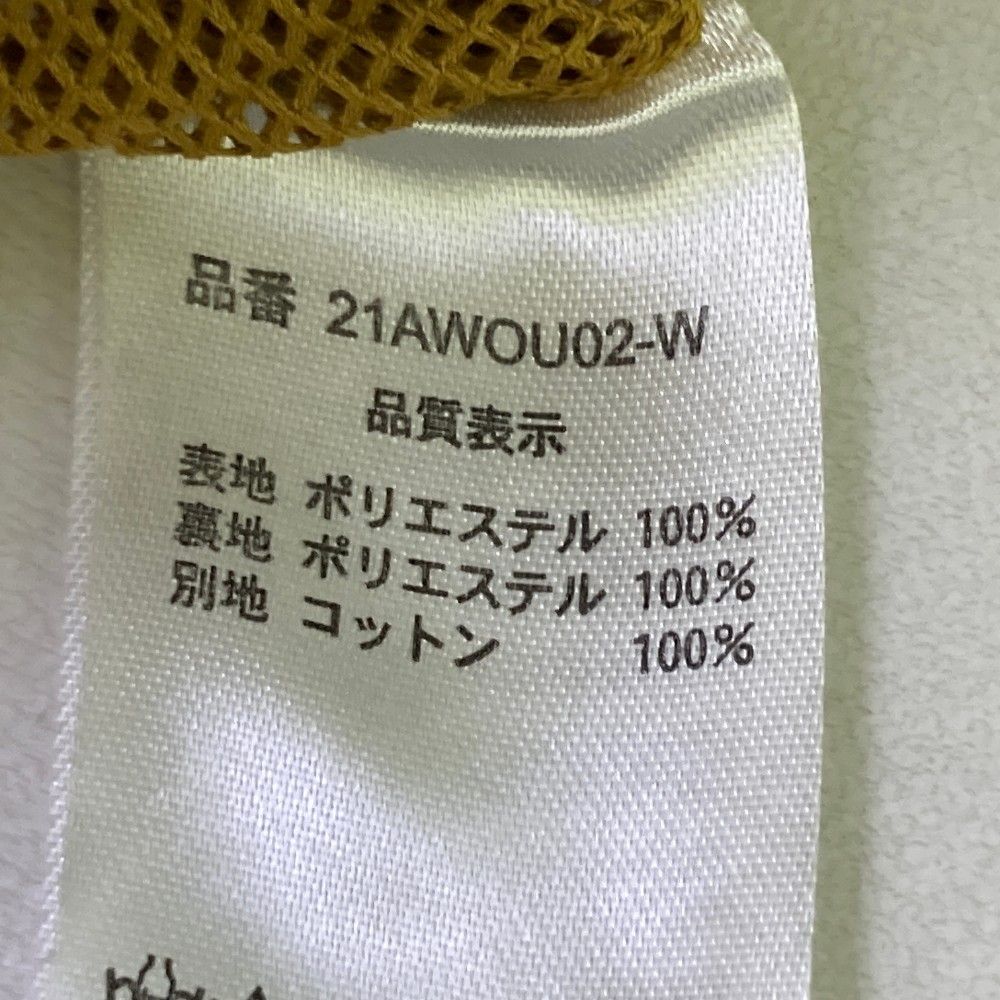 品番 21AWOU02-W
品質表示
表地 ポリエステル 100%
裏地 ポリエステル 100%
別地 コットン 100%